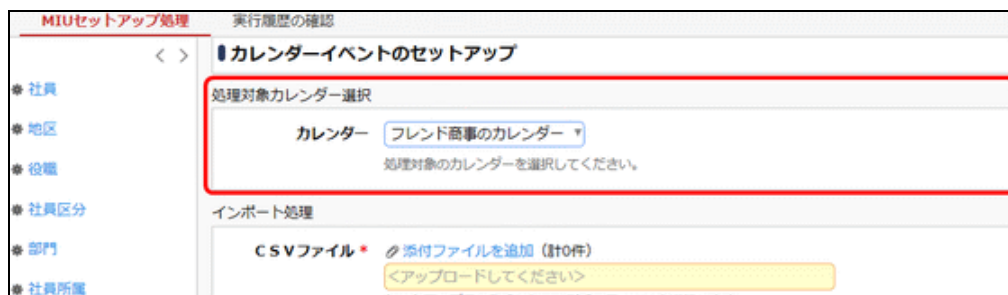 MIUセットアップ処理 実行履歴の確認
< >
カレンダーイベントのセットアップ
社員
地区
役職
社員区分
部門
社員所属
処理対象カレンダー選択
カレンダー フレンド商事のカレンダー ▼
処理対象のカレンダーを選択してください。
インポート処理
CSVファイル * 添付ファイルを追加 (計0件)
<アップロードしてください>